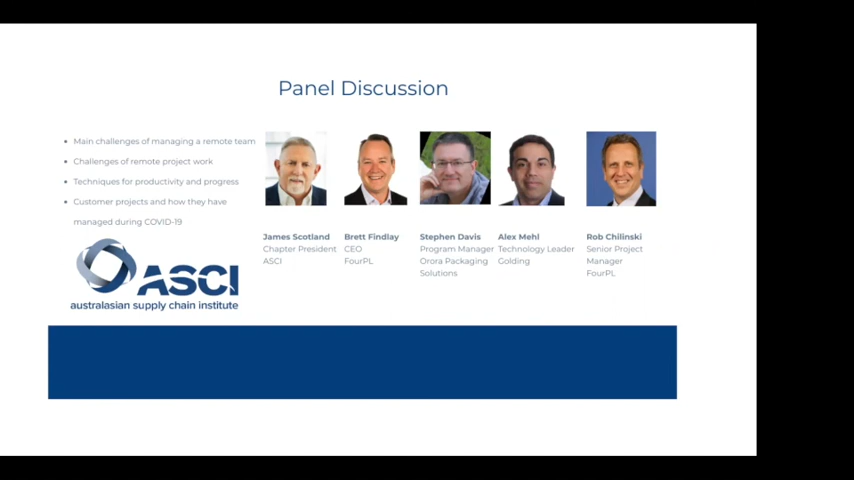 Panel Discussion
Main challenges of managing a remote team
Challenges of remote project work
Techniques for productivity and progress
Customer projects and how they have
managed during COVID-19
ASCI
australasian supply chain institute
James Scotland
Chapter President
ASCI
Brett Findlay
CEO
FourPL
Stephen Davis
Program Manager
Orora Packaging
Solutions
Alex Mehl
Technology Leader
Golding
Rob Chilinski
Senior Project
Manager
FourPL